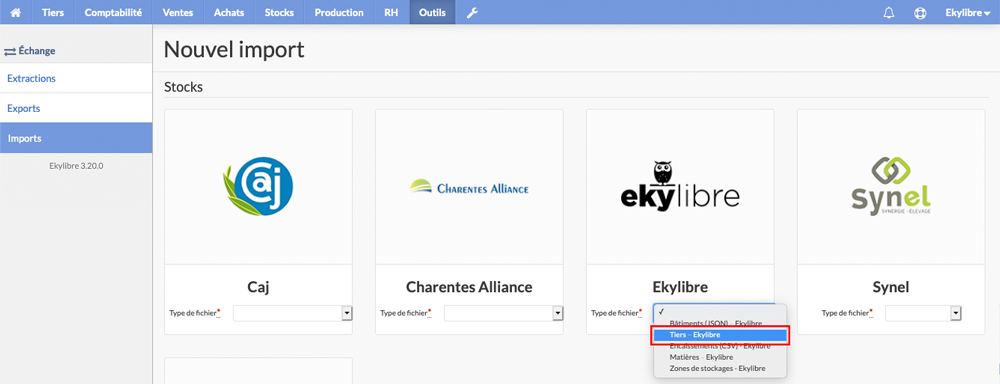 Tiers Comptabilité Ventes Achats Stocks Production RH Outils Ekylibre
Échange
Extractions
Exports
Imports
Ekylibre 3.20.0
Nouvel import
Stocks
Caj
CHARENTES ALLIANCE
ekylibre
Synel
SYNERGIE - ÉLEVAGE
Caj
Charentes Alliance
Ekylibre
Synel
Type de fichier*
Type de fichier*
Type de fichier*
Type de fichier*
Bâtiments (JSON) - Ekylibre
Tiers - Ekylibre
Encaissements (CSV) - Ekylibre
Matières - Ekylibre
Zones de stockages - Ekylibre